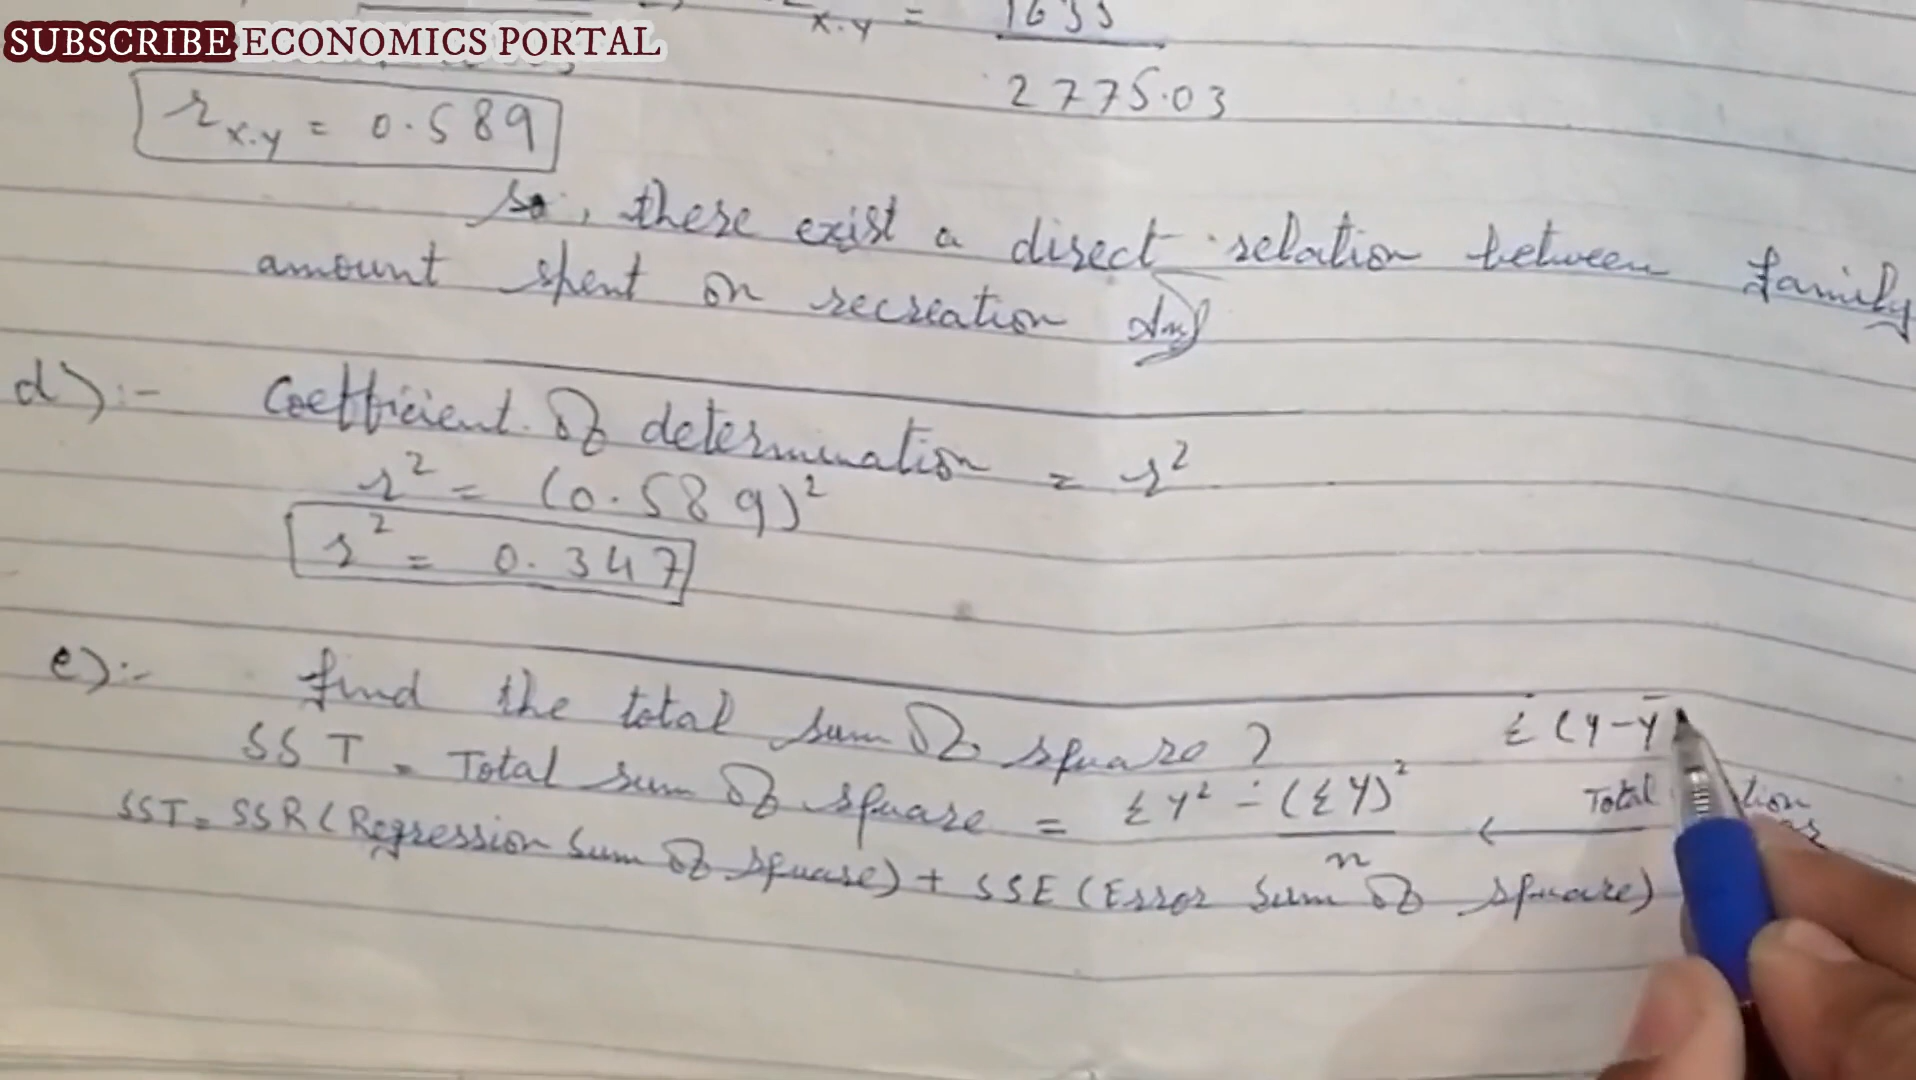 SUBSCRIBE ECONOMICS PORTAL
x.y = 1633
2775.03
r x.y = 0.589
so, there exist a direct relation between family
amount spent on recreation Ans
d):- Coefficient of determination = r²
r² = (0.589)²
r² = 0.347
e):- find the total sum of square ?
Σ(y-ȳ
SST = Total sum of square = Σy² - (Σy)²
n
Total
SST = SSR (Regression sum of square) + SSE (Error sum of square)